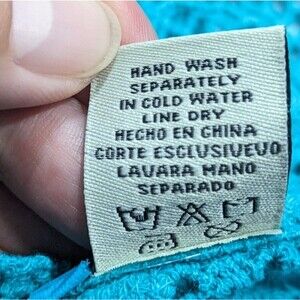 HAND WASH
SEPARATELY
IN COLD WATER
LINE DRY
HECHO EN CHINA
CORTE ESCLUSIVEVO
LAVARA MANO
SEPARADO